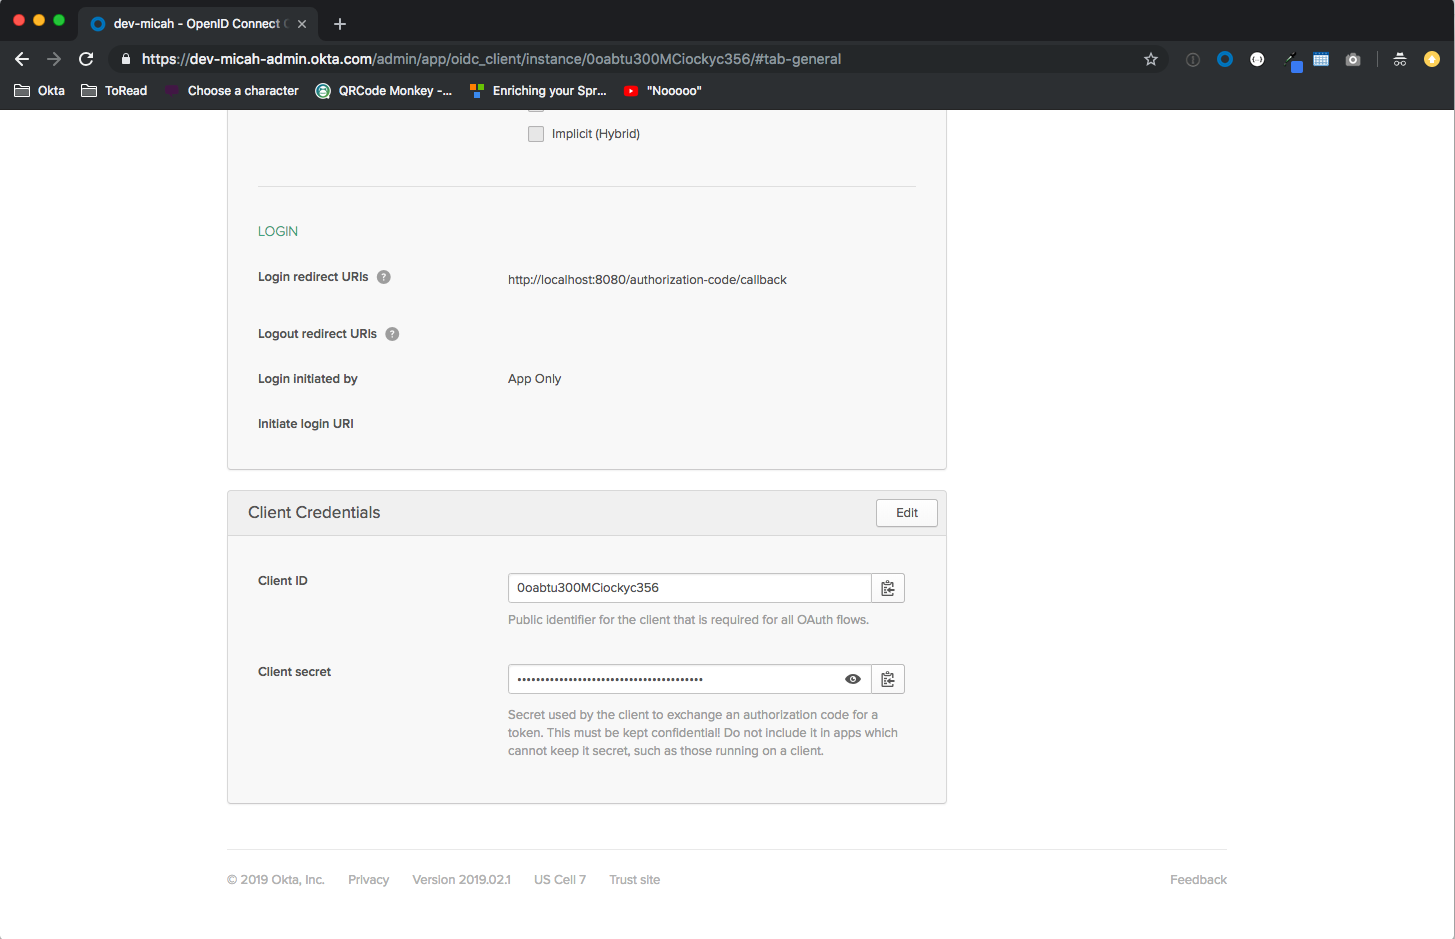 dev-micah - OpenID Connect
https://dev-micah-admin.okta.com/admin/app/oidc_client/instance/0oabtu300MCiockyc356/#tab-general
Okta
ToRead
Choose a character
QRCode Monkey -...
Enriching your Spr...
"Nooooo"
Implicit (Hybrid)
LOGIN
Login redirect URIs ?
http://localhost:8080/authorization-code/callback
Logout redirect URIs ?
Login initiated by
App Only
Initiate login URI
Client Credentials
Edit
Client ID
0oabtu300MCiockyc356
Public identifier for the client that is required for all OAuth flows.
Client secret
Secret used by the client to exchange an authorization code for a
token. This must be kept confidential! Do not include it in apps which
cannot keep it secret, such as those running on a client.
© 2019 Okta, Inc.
Privacy
Version 2019.02.1
US Cell 7
Trust site
Feedback